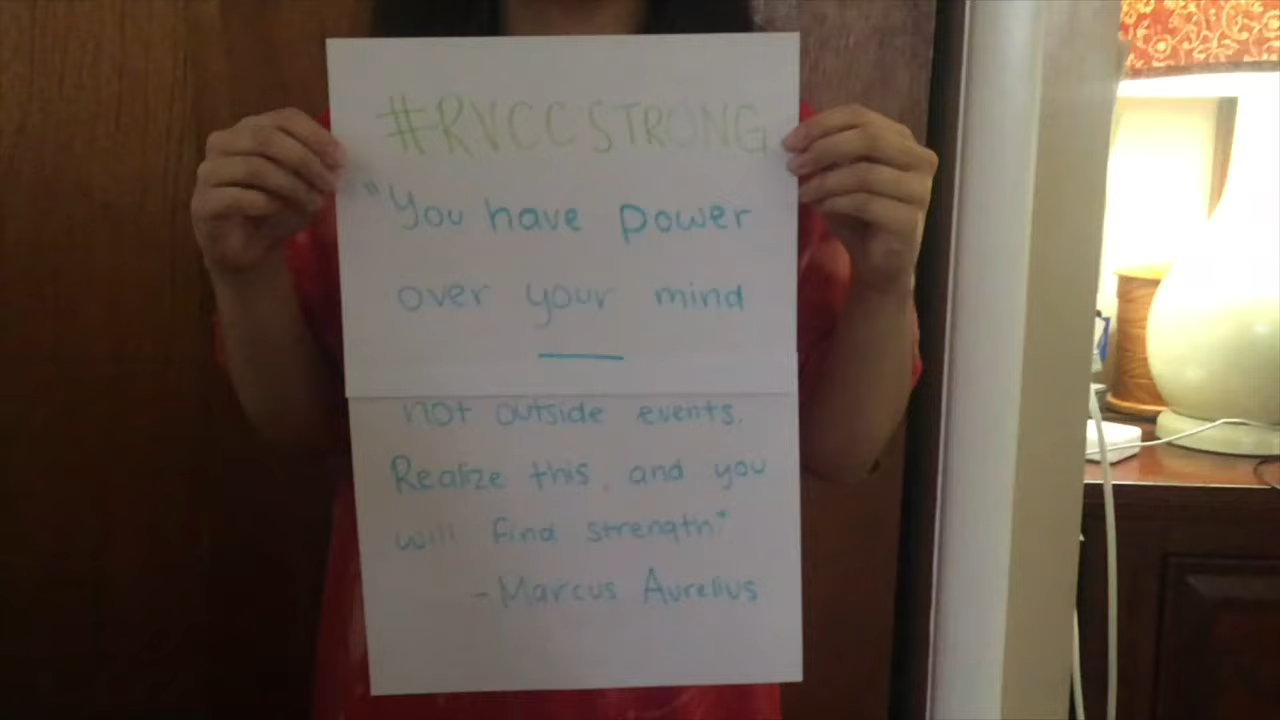 #RVCCSTRONG
"You have power
over your mind
—
not outside events.
Realize this, and you
will find strength"
- Marcus Aurelius